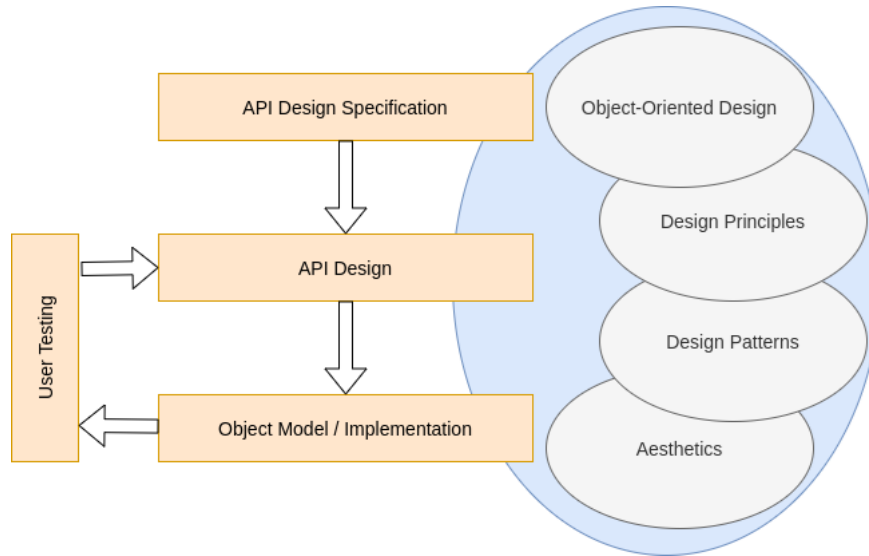 API Design Specification
Object-Oriented Design
Design Principles
API Design
User Testing
Design Patterns
Object Model / Implementation
Aesthetics